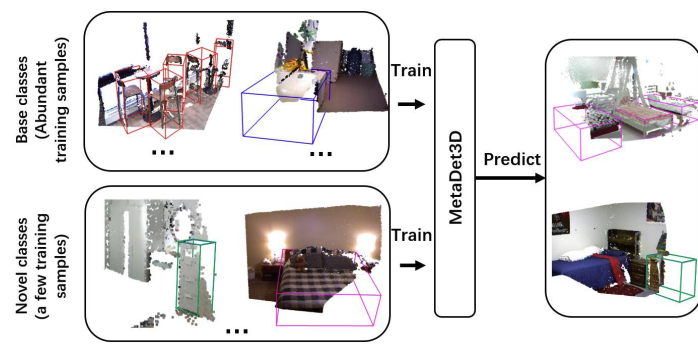 Base classes
(Abundant
training samples)
...
...
Train
Novel classes
(a few training
samples)
...
Train
MetaDet3D
Predict